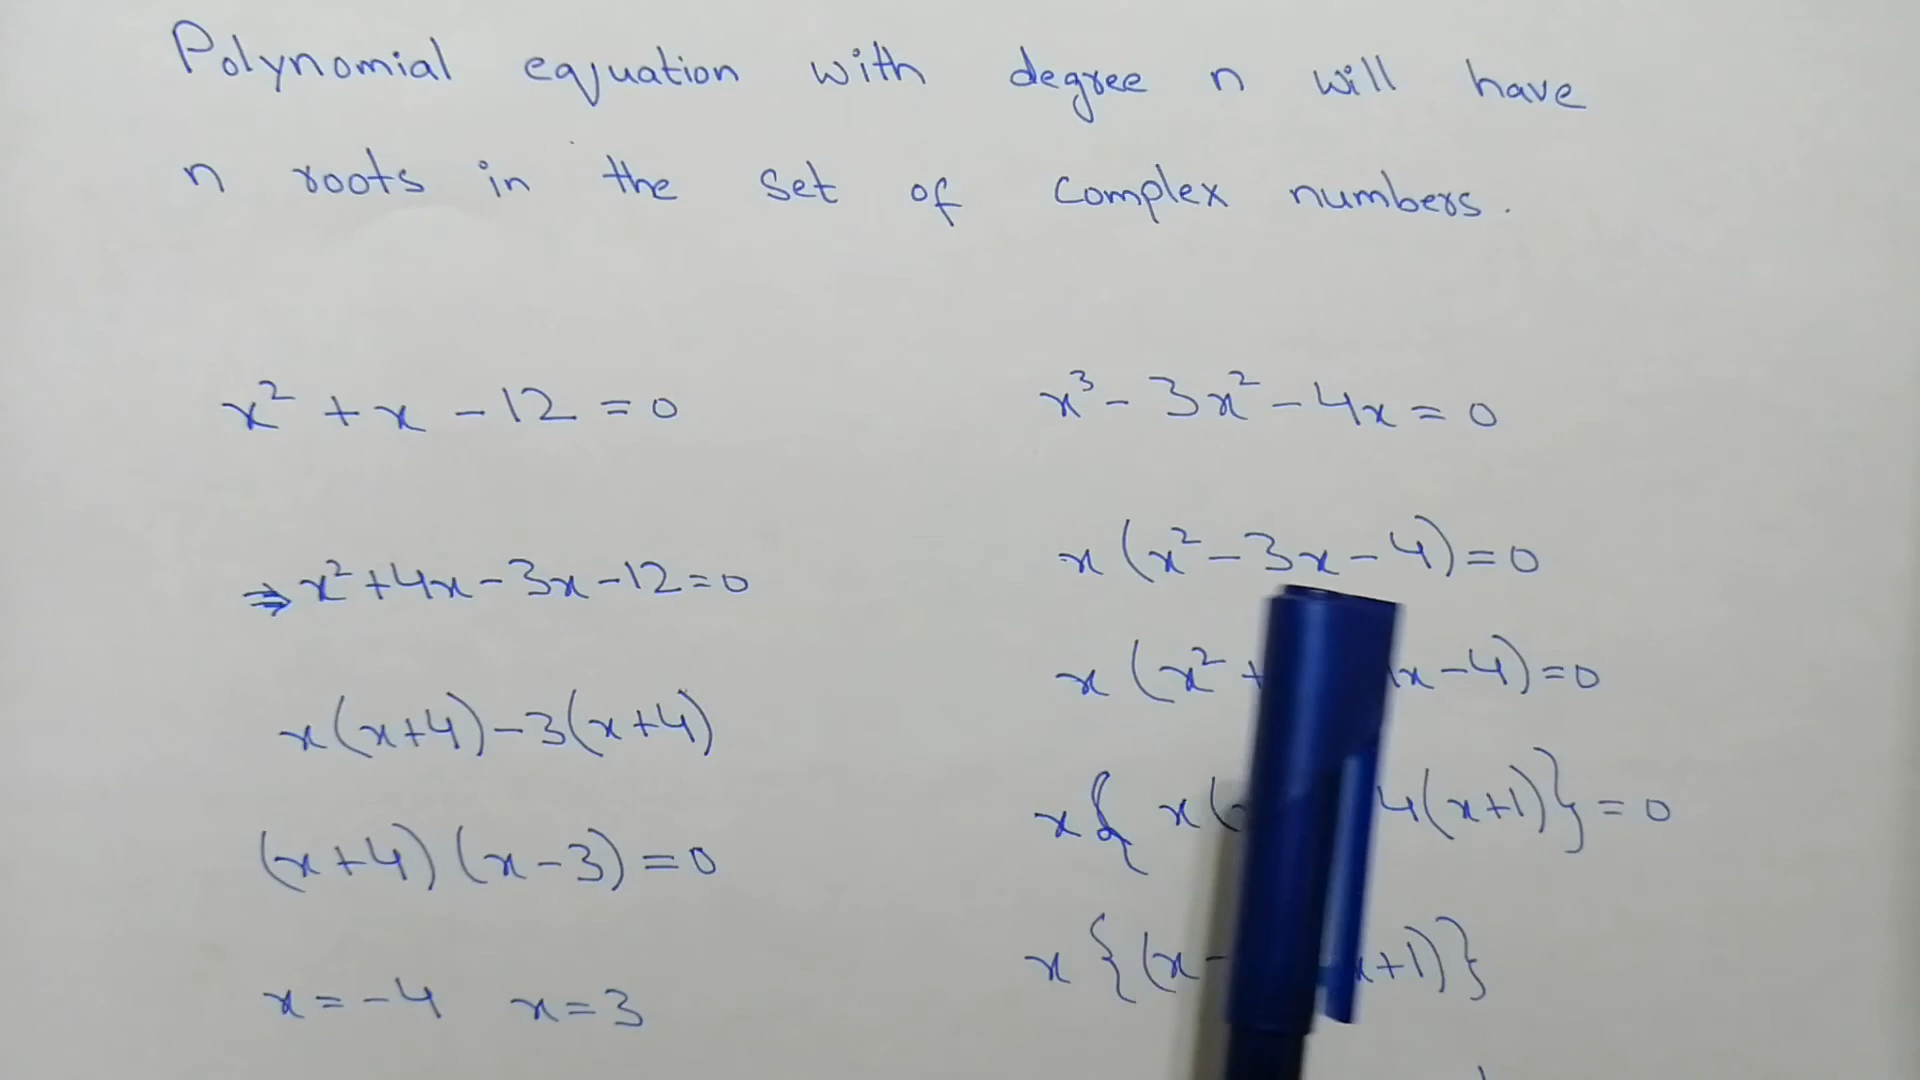 Polynomial equation with degree n will have
n roots in the set of complex numbers.
x² + x - 12 = 0
⇒ x² + 4x - 3x - 12 = 0
x(x+4) - 3(x+4)
(x+4)(x-3) = 0
x = -4 x = 3
x³ - 3x² - 4x = 0
x(x² - 3x - 4) = 0
x(x² + x - 4) = 0
x{ x( 4(x+1)} = 0
x{(x- x+1)}